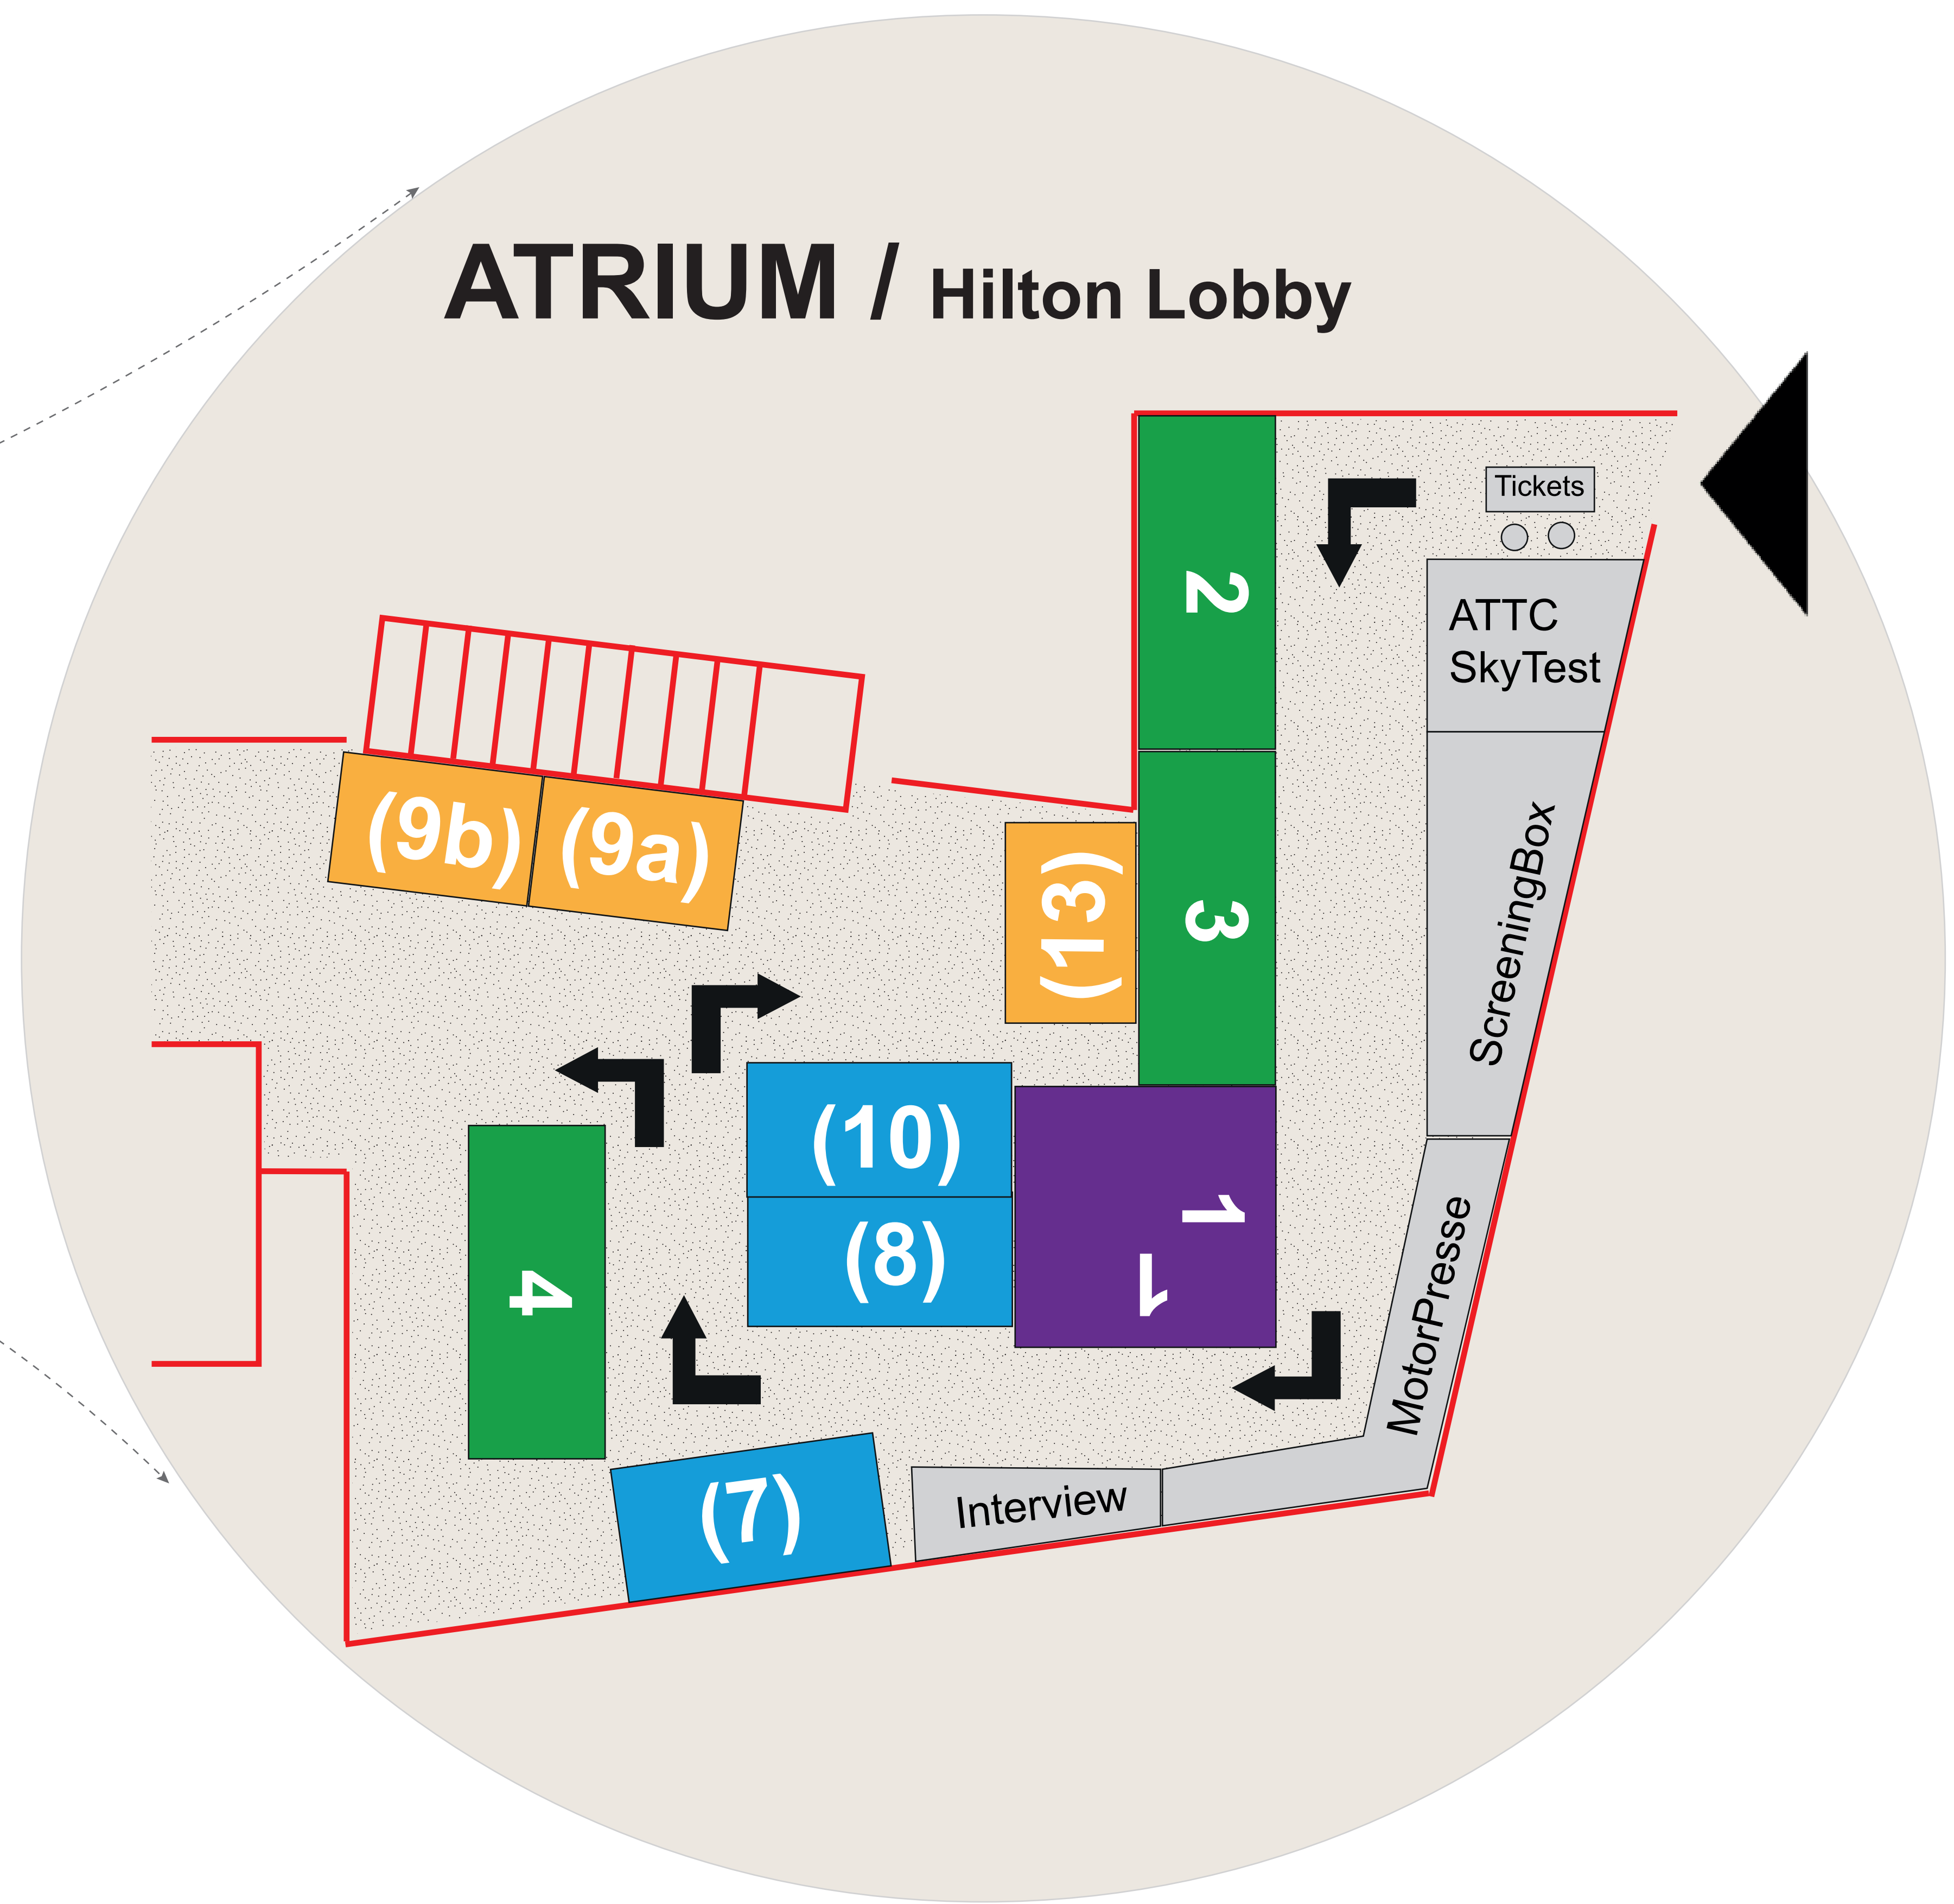 ATRIUM / Hilton Lobby
Tickets
2
ATTC
SkyTest
(9b)
(9a)
(13)
3
ScreeningBox
(10)
1
(8)
1
4
MotorPresse
(7)
Interview